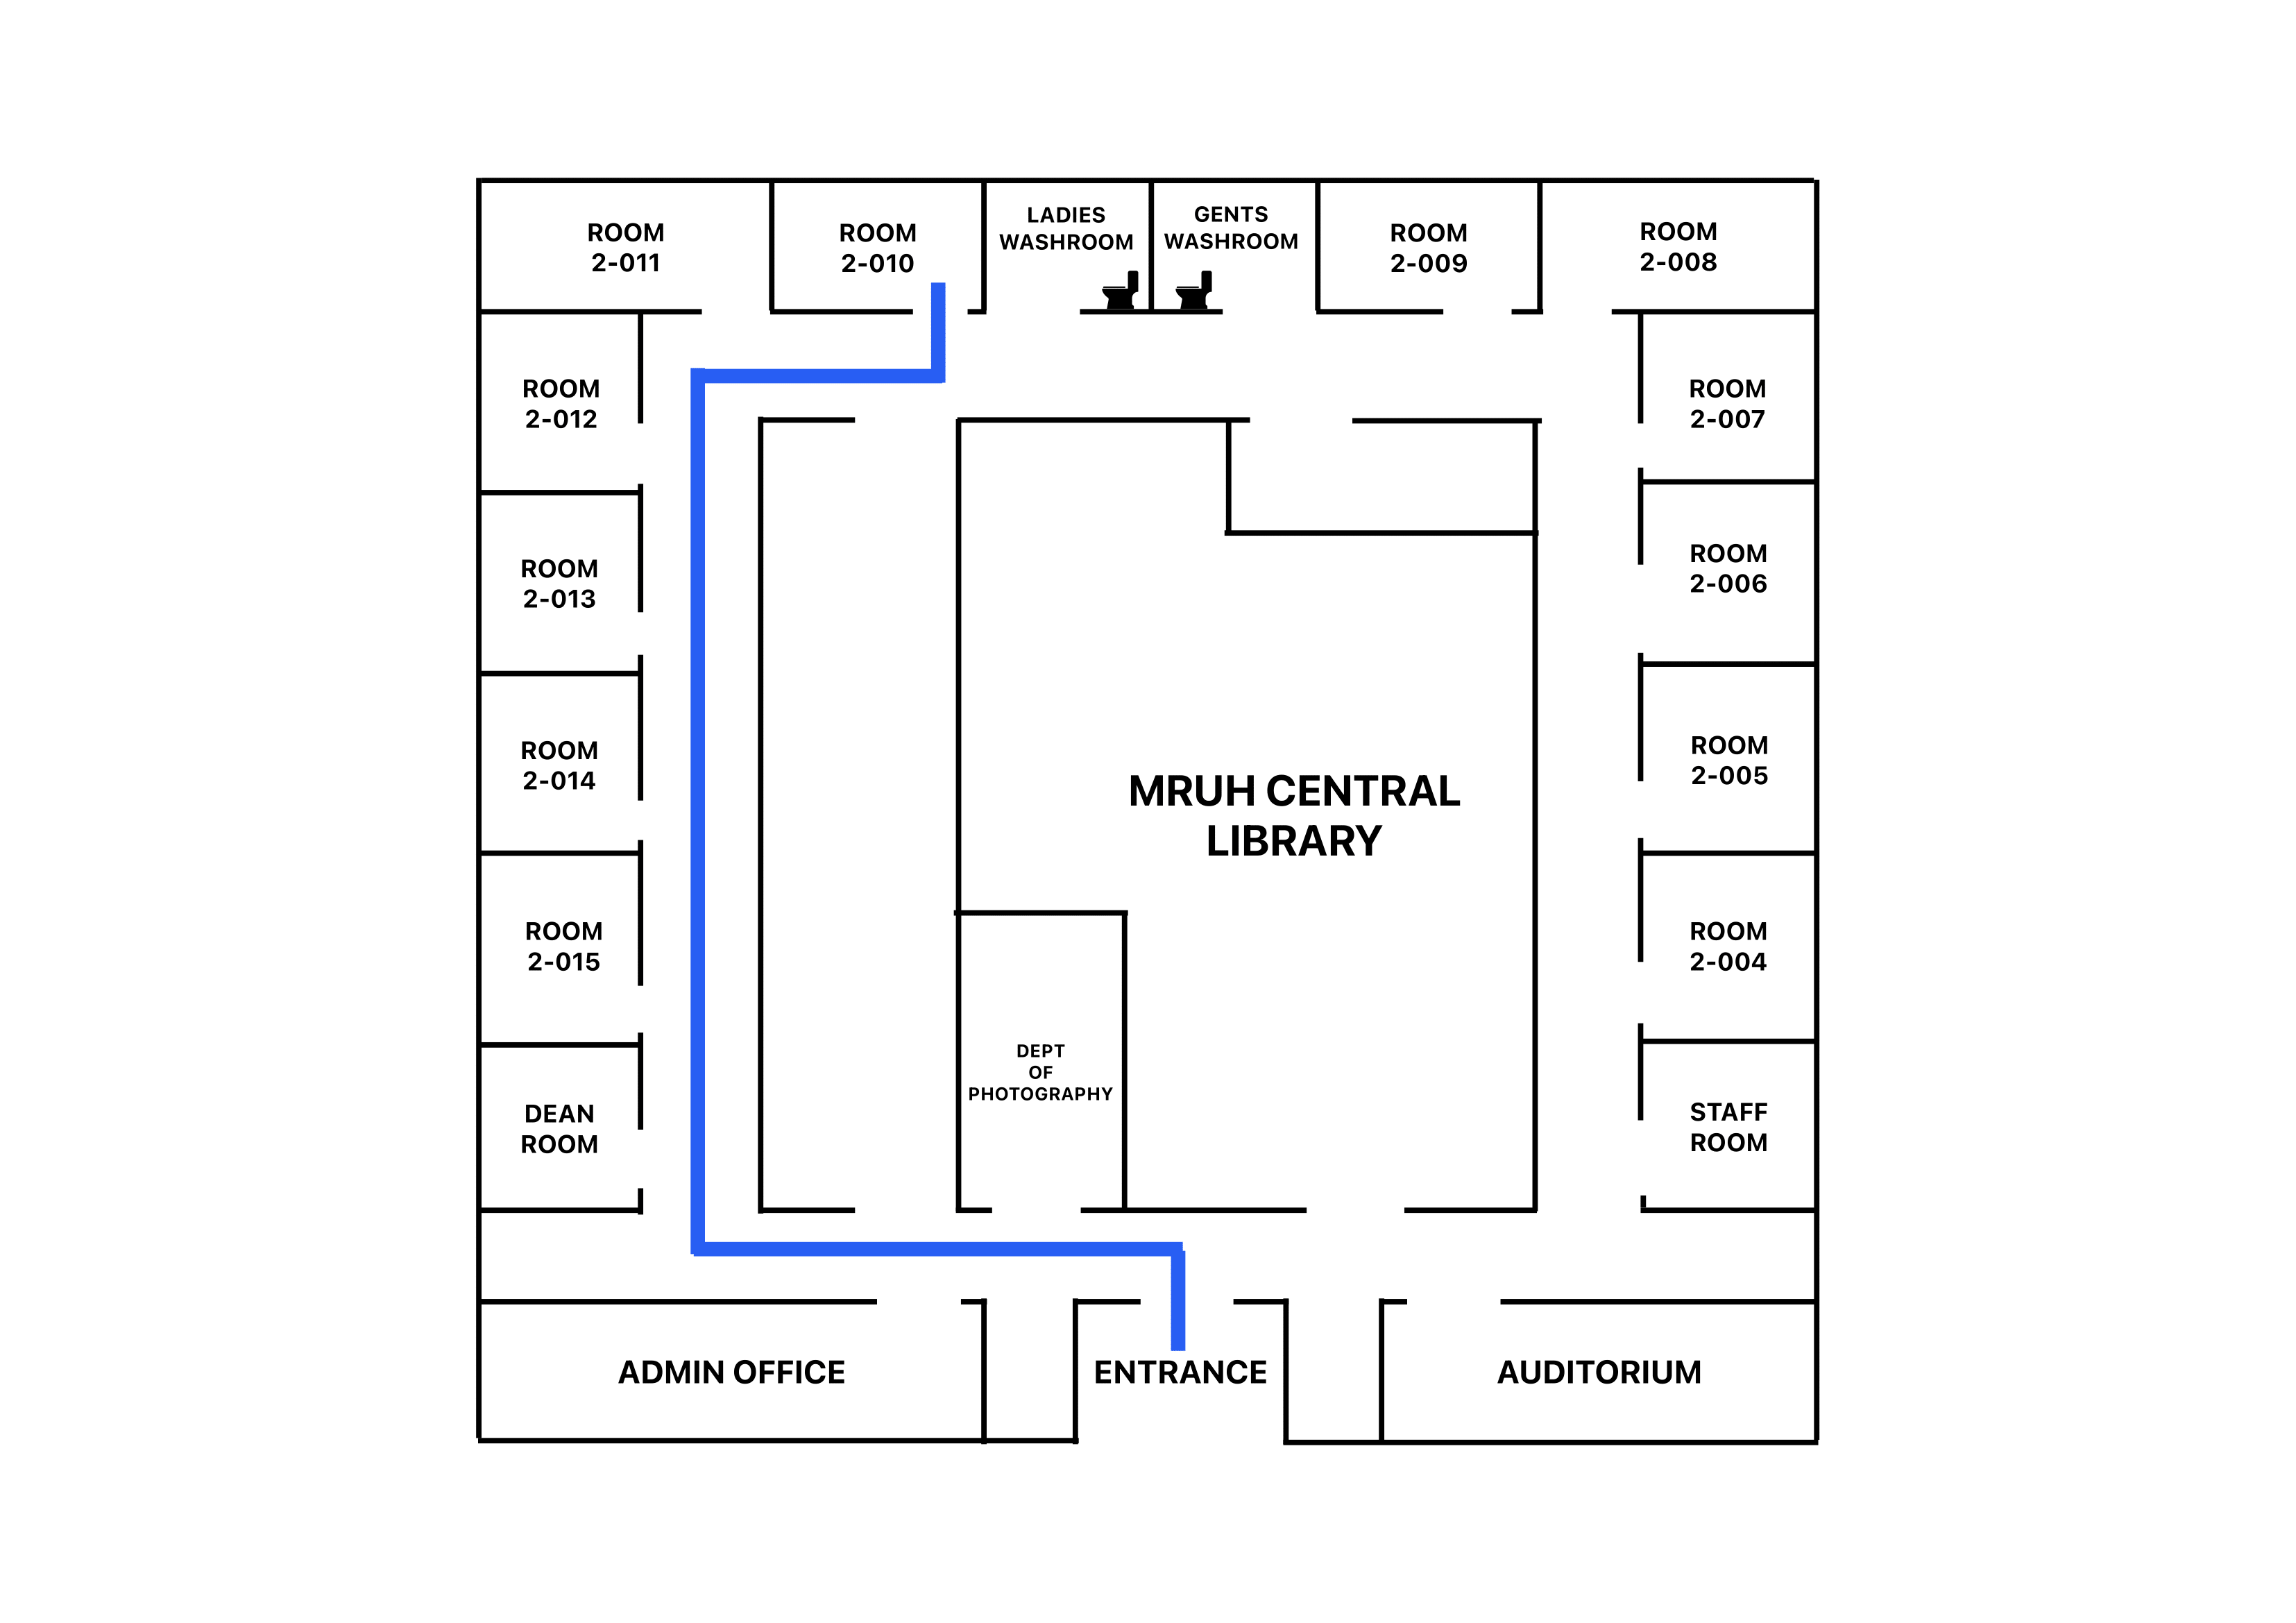 ROOM
2-011
ROOM
2-010
LADIES
WASHROOM
GENTS
WASHROOM
ROOM
2-009
ROOM
2-008
ROOM
2-012
ROOM
2-007
ROOM
2-013
ROOM
2-006
ROOM
2-014
ROOM
2-005
MRUH CENTRAL
LIBRARY
ROOM
2-015
ROOM
2-004
DEPT
OF
PHOTOGRAPHY
DEAN
ROOM
STAFF
ROOM
ADMIN OFFICE
ENTRANCE
AUDITORIUM